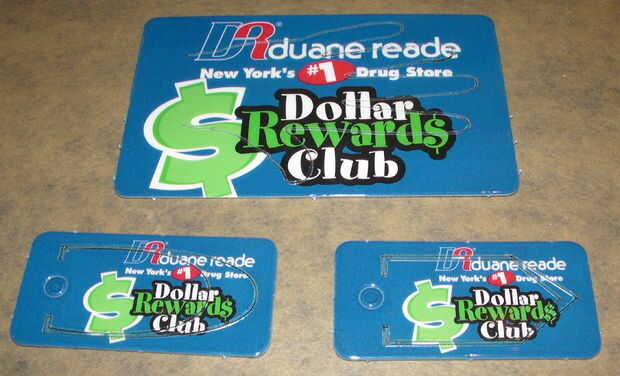 DR® duane reade
New York's #1 Drug Store
$ Dollar
Rewards
Club
DR duane reade
New York's #1 Drug Store
$ Dollar
Reward$
Club
DR duane reade
New York's #1 Drug Store
$ Dollar
Reward$
Club